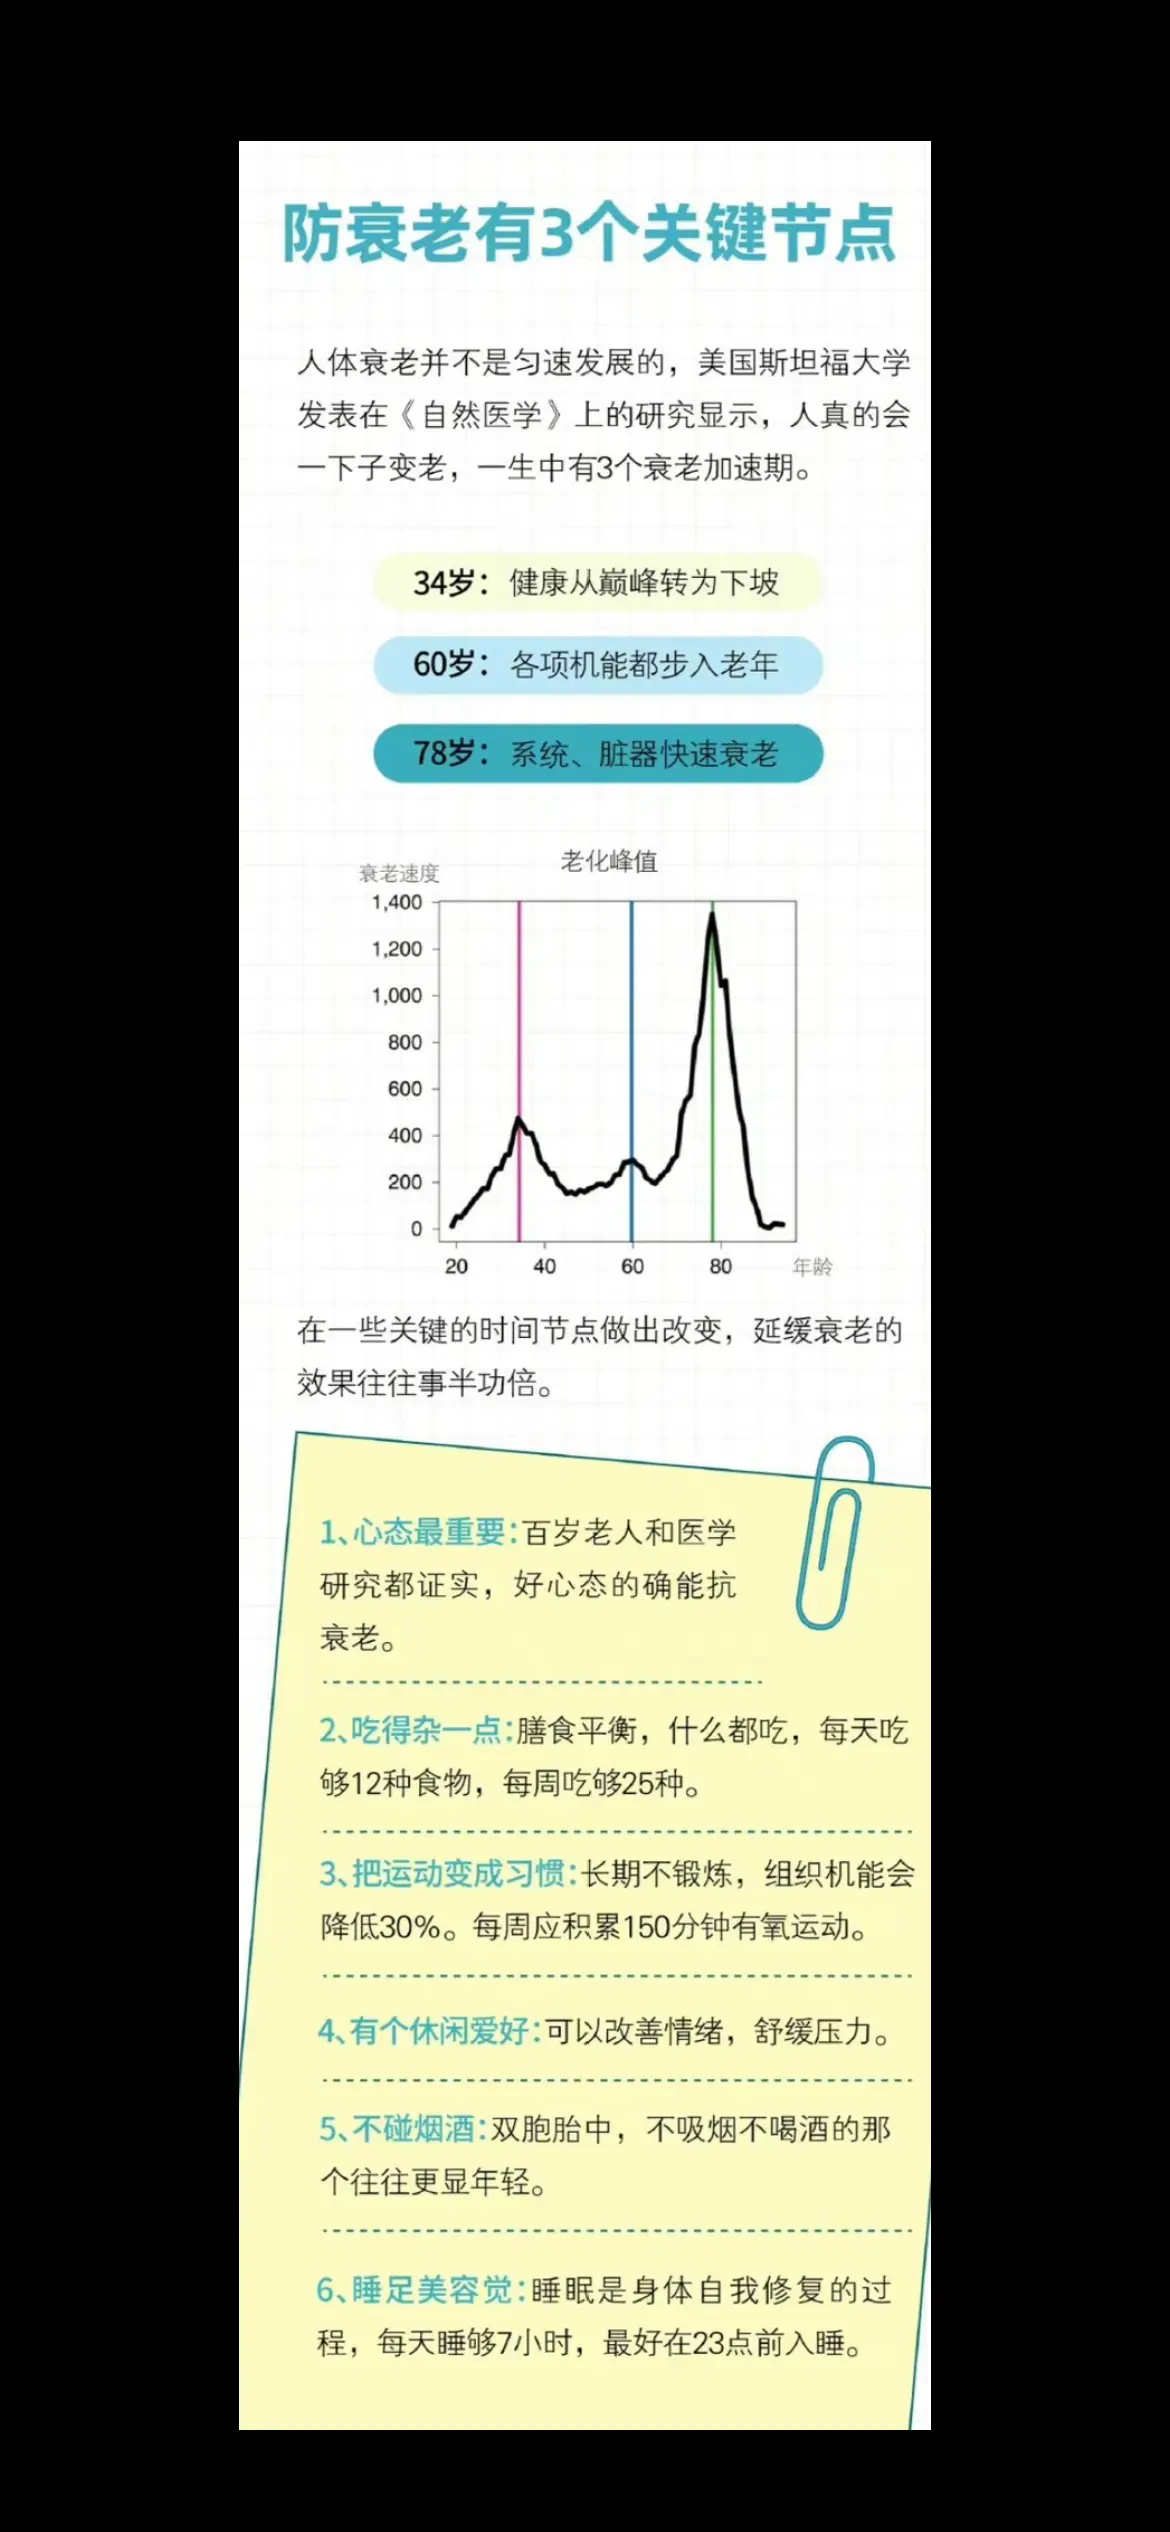 防衰老有3个关键节点
人体衰老并不是匀速发展的，美国斯坦福大学
发表在《自然医学》上的研究显示，人真的会
一下子变老，一生中有3个衰老加速期。
34岁：健康从巅峰转为下坡
60岁：各项机能都步入老年
78岁：系统、脏器快速衰老
老化峰值
衰老速度
1,400
1,200
1,000
800
600
400
200
0
20 40 60 80 年龄
在一些关键的时间节点做出改变，延缓衰老的
效果往往事半功倍。
1、心态最重要：百岁老人和医学
研究都证实，好心态的确能抗
衰老。
2、吃得杂一点：膳食平衡，什么都吃，每天吃
够12种食物，每周吃够25种。
3、把运动变成习惯：长期不锻炼，组织机能会
降低30%。每周应积累150分钟有氧运动。
4、有个休闲爱好：可以改善情绪，舒缓压力。
5、不碰烟酒：双胞胎中，不吸烟不喝酒的那
个往往更显年轻。
6、睡足美容觉：睡眠是身体自我修复的过
程，每天睡够7小时，最好在23点前入睡。